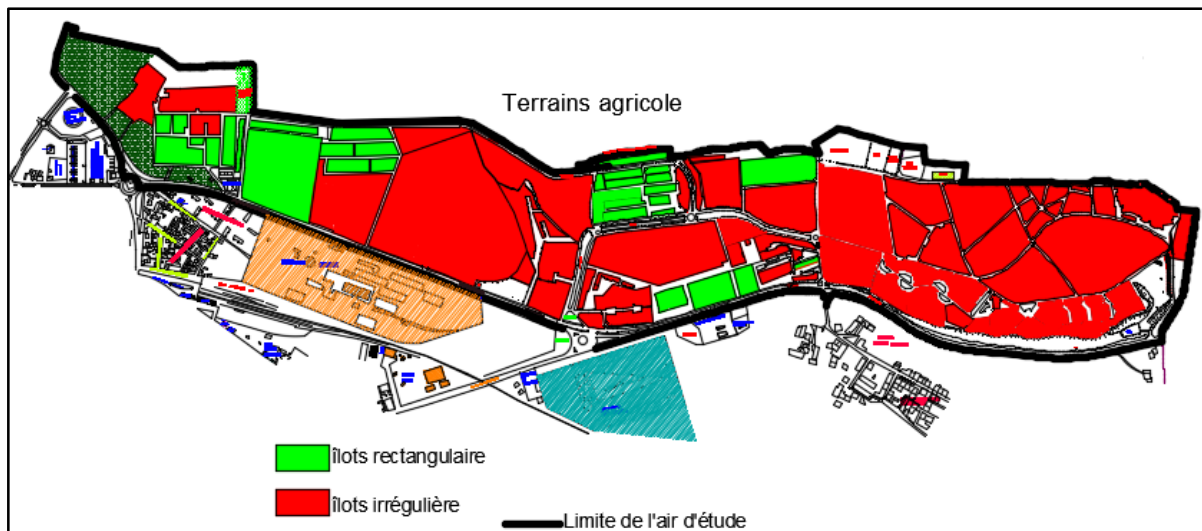 Terrains agricole
îlots rectangulaire
îlots irrégulière
Limite de l'air d'étude